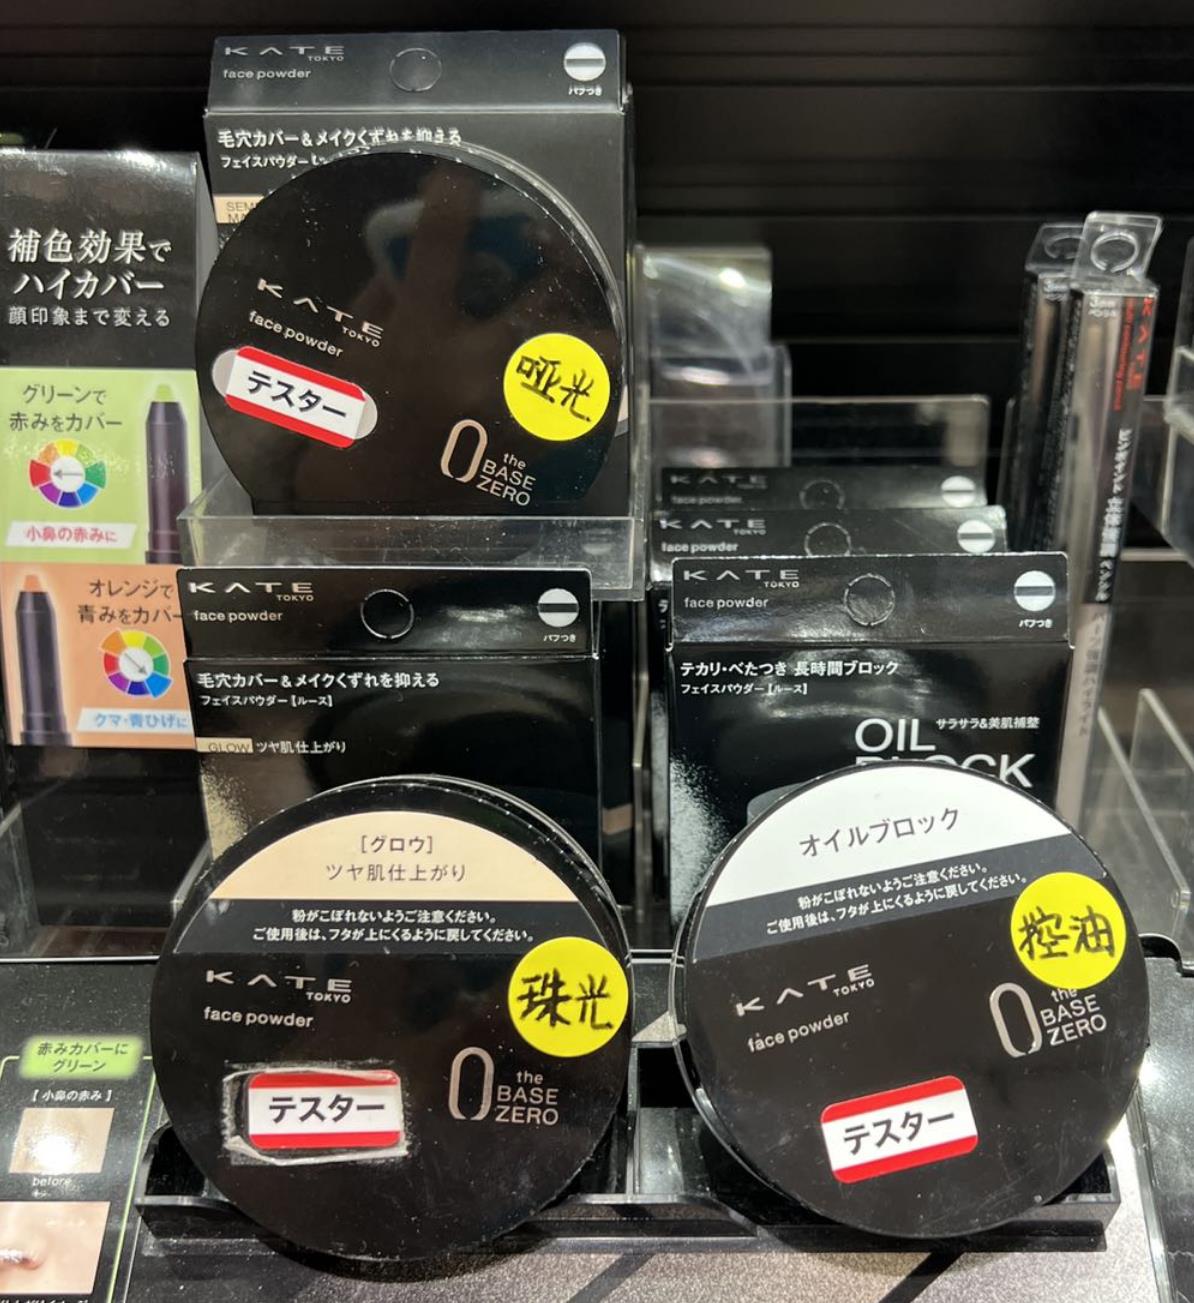 KATE
TOKYO
face powder
パフつき
毛穴カバー&メイクくずれを抑える
フェイスパウダー
KATE
TOKYO
face powder
テスター
哑光
0 the
BASE
ZERO
補色効果で
ハイカバー
顔印象まで変える
グリーンで
赤みをカバー
小鼻の赤みに
オレンジで
青みをカバー
クマ・青ひげに
KATE
face powder
KATE
face powder
KATE
TOKYO
face powder
パフつき
毛穴カバー&メイクくずれを抑える
フェイスパウダー【ルース】
GLOW ツヤ肌仕上がり
[グロウ]
ツヤ肌仕上がり
粉がこぼれないようご注意ください。
ご使用後は、フタが上にくるように戻してください。
KATE
TOKYO
face powder
珠光
テスター
0 the
BASE
ZERO
KATE
TOKYO
face powder
パフつき
テカリ・べたつき 長時間ブロック
フェイスパウダー【ルース】
OIL
サラサラ&美肌補整
オイルブロック
粉がこぼれないようご注意ください。
ご使用後は、フタが上にくるように戻してください。
控油
KATE
TOKYO
face powder
0 the
BASE
ZERO
テスター
赤みカバーに
グリーン
【小鼻の赤み】
before